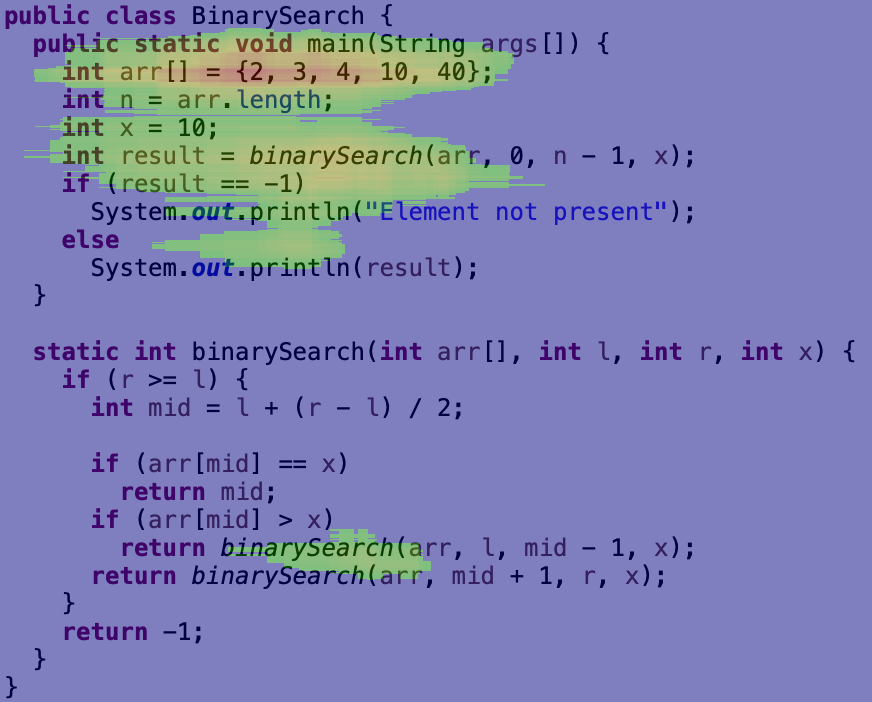 public class BinarySearch {
public static void main(String args[]) {
int arr[] = {2, 3, 4, 10, 40};
int n = arr.length;
int x = 10;
int result = binarySearch(arr, 0, n - 1, x);
if (result == -1)
System.out.println("Element not present");
else
System.out.println(result);
}
static int binarySearch(int arr[], int l, int r, int x) {
if (r >= l) {
int mid = l + (r - l) / 2;
if (arr[mid] == x)
return mid;
if (arr[mid] > x)
return binarySearch(arr, l, mid - 1, x);
return binarySearch(arr, mid + 1, r, x);
}
return -1;
}
}